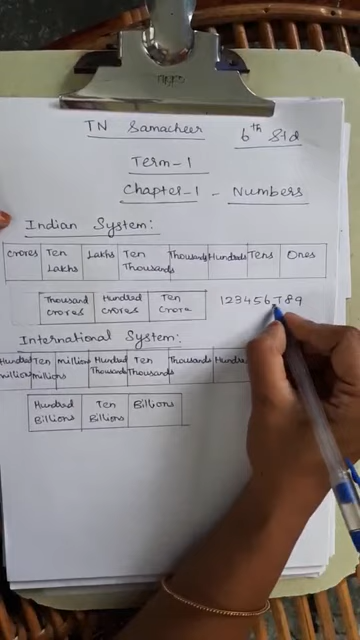 TN Samacheer 6th Std
Term-1
Chapter-1 - Numbers
Indian System:
crores Ten Lakhs Lakhs Ten Thousands Thousands Hundreds Tens Ones
Thousand crores Hundred crores Ten crore 123456789
International System:
Hundred millions Ten millions millions Hundred Thousands Ten Thousands Thousands
Hundred Billions Ten Billions Billions